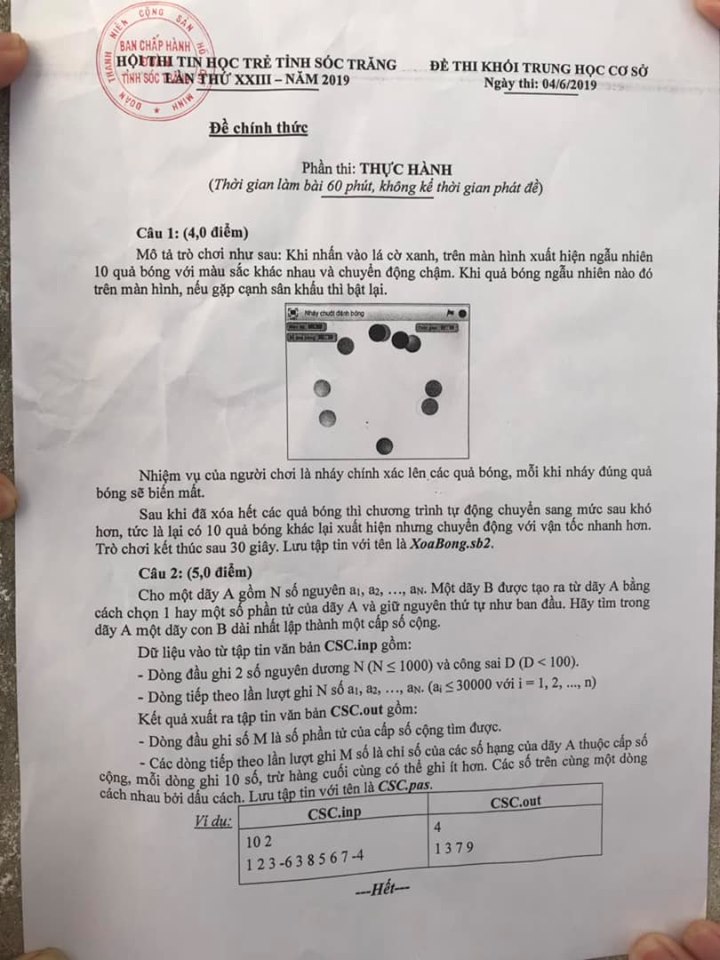 BAN CHẤP HÀNH
HỘI THI TIN HỌC TRẺ TỈNH SÓC TRĂNG
TỈNH SÓC
LẦN THỨ XXIII – NĂM 2019
ĐỀ THI KHỐI TRUNG HỌC CƠ SỞ
Ngày thi: 04/6/2019
Đề chính thức
Phần thi: THỰC HÀNH
(Thời gian làm bài 60 phút, không kể thời gian phát đề)
Câu 1: (4,0 điểm)
Mô tả trò chơi như sau: Khi nhấn vào lá cờ xanh, trên màn hình xuất hiện ngẫu nhiên
10 quả bóng với màu sắc khác nhau và chuyển động chậm. Khi quả bóng ngẫu nhiên nào đó
trên màn hình, nếu gặp cạnh sân khấu thì bật lại.
Nháy chuột đánh bóng
Nhiệm vụ của người chơi là nháy chính xác lên các quả bóng, mỗi khi nháy đúng quả
bóng sẽ biến mất.
Sau khi đã xóa hết các quả bóng thì chương trình tự động chuyển sang mức sau khó
hơn, tức là lại có 10 quả bóng khác lại xuất hiện nhưng chuyển động với vận tốc nhanh hơn.
Trò chơi kết thúc sau 30 giây. Lưu tập tin với tên là XoaBong.sb2.
Câu 2: (5,0 điểm)
Cho một dãy A gồm N số nguyên a₁, a₂, …, aɴ. Một dãy B được tạo ra từ dãy A bằng
cách chọn 1 hay một số phần tử của dãy A và giữ nguyên thứ tự như ban đầu. Hãy tìm trong
dãy A một dãy con B dài nhất lập thành một cấp số cộng.
Dữ liệu vào từ tập tin văn bản CSC.inp gồm:
- Dòng đầu ghi 2 số nguyên dương N (N ≤ 1000) và công sai D (D < 100).
- Dòng tiếp theo lần lượt ghi N số a₁, a₂, …, aɴ. (aᵢ ≤ 30000 với i = 1, 2, ..., n)
Kết quả xuất ra tập tin văn bản CSC.out gồm:
- Dòng đầu ghi số M là số phần tử của cấp số cộng tìm được.
- Các dòng tiếp theo lần lượt ghi M số là chỉ số của các số hạng của dãy A thuộc cấp số
cộng, mỗi dòng ghi 10 số, trừ hàng cuối cùng có thể ghi ít hơn. Các số trên cùng một dòng
cách nhau bởi dấu cách. Lưu tập tin với tên là CSC.pas.
Ví dụ:
CSC.inp
CSC.out
10 2
4
1 2 3 -6 3 8 5 6 7 -4
1 3 7 9
---Hết---